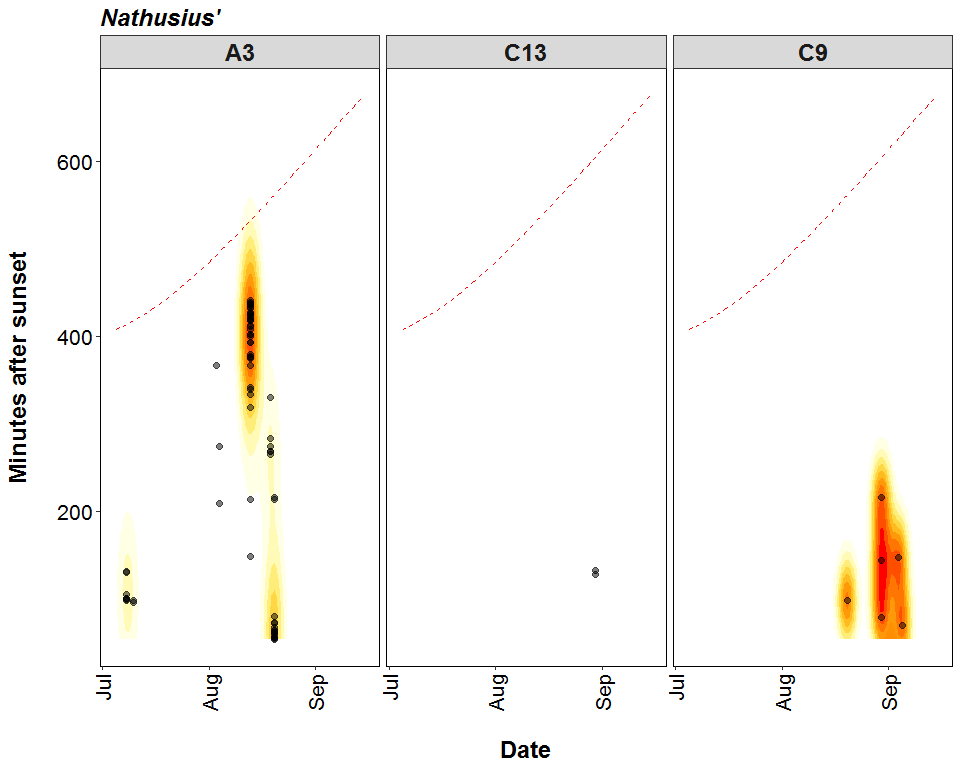 Nathusius'
A3 C13 C9
Minutes after sunset
600
400
200
Jul Aug Sep Jul Aug Sep Jul Aug Sep
Date